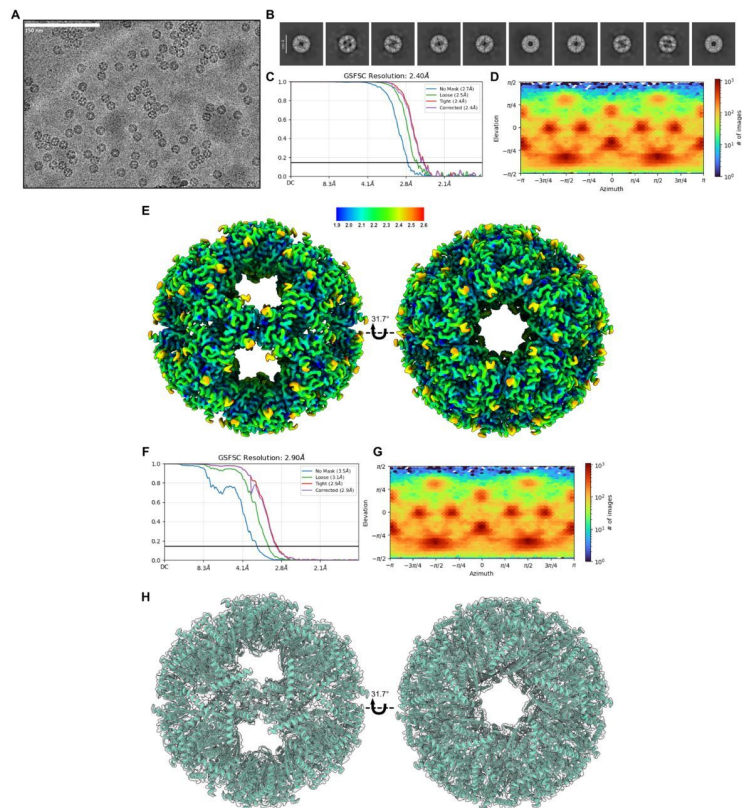 A
150 nm
B
C
GSFSC Resolution: 2.40Å
1.0
0.8
0.6
0.4
0.2
0
DC
8.3Å
4.1Å
2.8Å
2.1Å
No Mask (2.7Å)
Loose (2.5Å)
Tight (2.4Å)
Corrected (2.4Å)
D
Elevation
π/2
π/4
0
−π/4
−π/2
−π
−3π/4
−π/2
−π/4
0
π/4
π/2
3π/4
π
Azimuth
10³
10²
10¹
10⁰
# of images
E
1.9 2.0 2.1 2.2 2.3 2.4 2.5 2.6
31.7°
F
GSFSC Resolution: 2.90Å
1.0
0.8
0.6
0.4
0.2
0
DC
8.3Å
4.1Å
2.8Å
2.1Å
No Mask (3.5Å)
Loose (3.1Å)
Tight (2.9Å)
Corrected (2.9Å)
G
Elevation
π/2
π/4
0
−π/4
−π/2
−π
−3π/4
−π/2
−π/4
0
π/4
π/2
3π/4
π
Azimuth
10³
10²
10¹
10⁰
# of images
H
31.7°